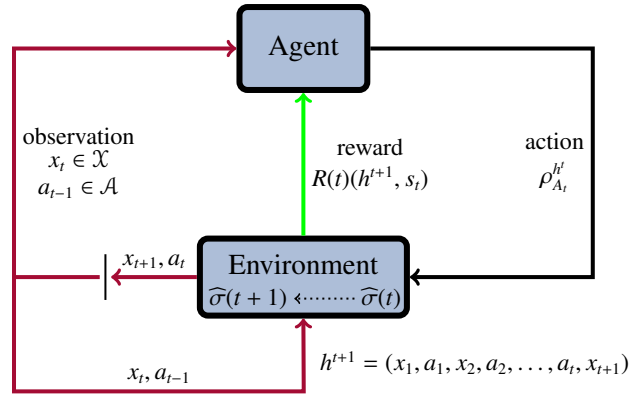 Agent
observation
x_t ∈ 𝒳
a_{t−1} ∈ 𝒜
reward
R(t)(h^{t+1}, s_t)
action
ρ^{h^t}_{A_t}
x_{t+1}, a_t
Environment
σ̂(t + 1) ⇠ σ̂(t)
x_t, a_{t−1}
h^{t+1} = (x_1, a_1, x_2, a_2, . . . , a_t, x_{t+1})